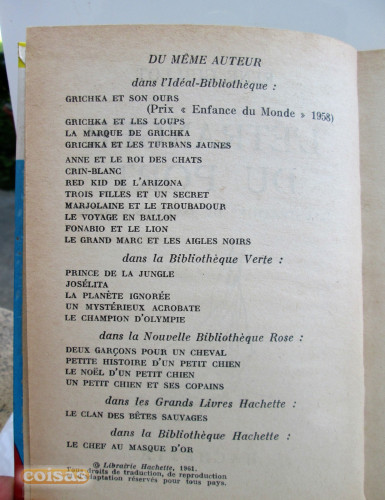 DU MÊME AUTEUR
dans l'Idéal-Bibliothèque :
GRICHKA ET SON OURS
(Prix « Enfance du Monde » 1958)
GRICHKA ET LES LOUPS
LA MARQUE DE GRICHKA
GRICHKA ET LES TURBANS JAUNES
ANNE ET LE ROI DES CHATS
CRIN-BLANC
RED KID DE L'ARIZONA
TROIS FILLES ET UN SECRET
MARJOLAINE ET LE TROUBADOUR
LE VOYAGE EN BALLON
FONABIO ET LE LION
LE GRAND MARC ET LES AIGLES NOIRS
dans la Bibliothèque Verte :
PRINCE DE LA JUNGLE
JOSÉLITA
LA PLANÈTE IGNORÉE
UN MYSTÉRIEUX ACROBATE
LE CHAMPION D'OLYMPIE
dans la Nouvelle Bibliothèque Rose :
DEUX GARÇONS POUR UN CHEVAL
PETITE HISTOIRE D'UN PETIT CHIEN
LE NOËL D'UN PETIT CHIEN
UN PETIT CHIEN ET SES COPAINS
dans les Grands Livres Hachette :
LE CLAN DES BÊTES SAUVAGES
dans la Bibliothèque Hachette :
LE CHEF AU MASQUE D'OR
© Librairie Hachette, 1961.
Tous droits de traduction, de reproduction
adaptation réservés pour tous pays.
coisas